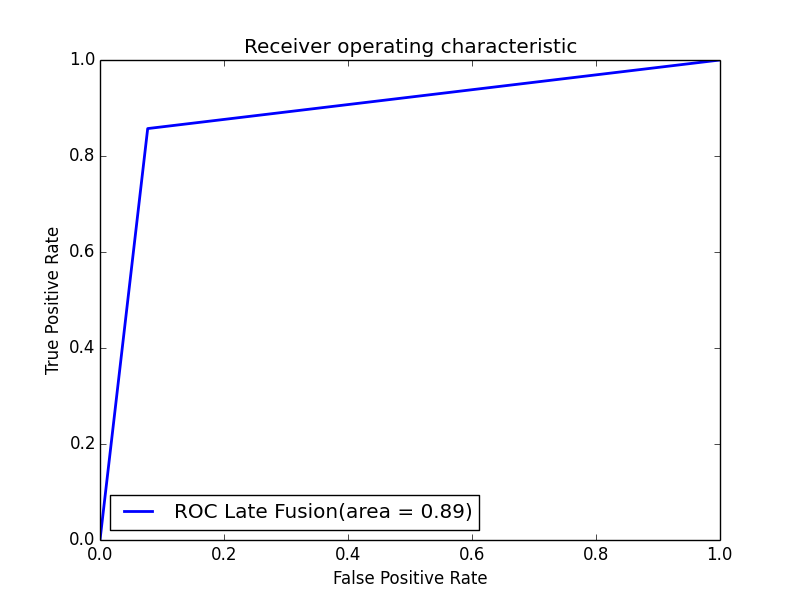 Receiver operating characteristic
1.0
0.8
0.6
0.4
0.2
0.0
True Positive Rate
ROC Late Fusion(area = 0.89)
0.0 0.2 0.4 0.6 0.8 1.0
False Positive Rate